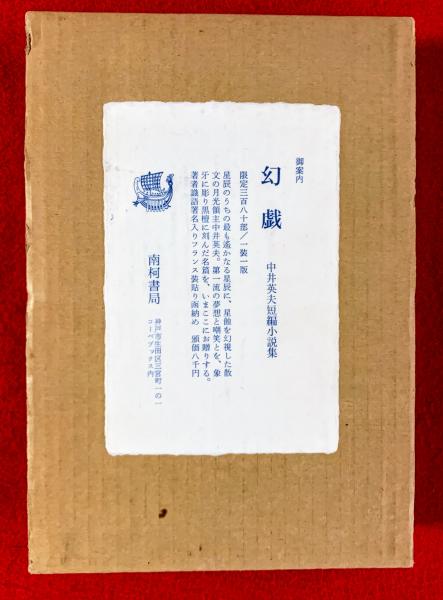 御案内
幻戯
中井英夫短編小説集
限定三百八十部/一装一版
星辰のうちの最も遙かなる星辰に、星蝕を幻視した散
文の月光領主中井英夫。第一流の夢想と嘲笑とを、象
牙に彫り黒檀に刻んだ名篇を、いまここにお贈りする。
著者識語署名入りフランス装貼り函納め 頒価八千円
南柯書局
神戸市生田区三宮町一の一
コーベブックス内